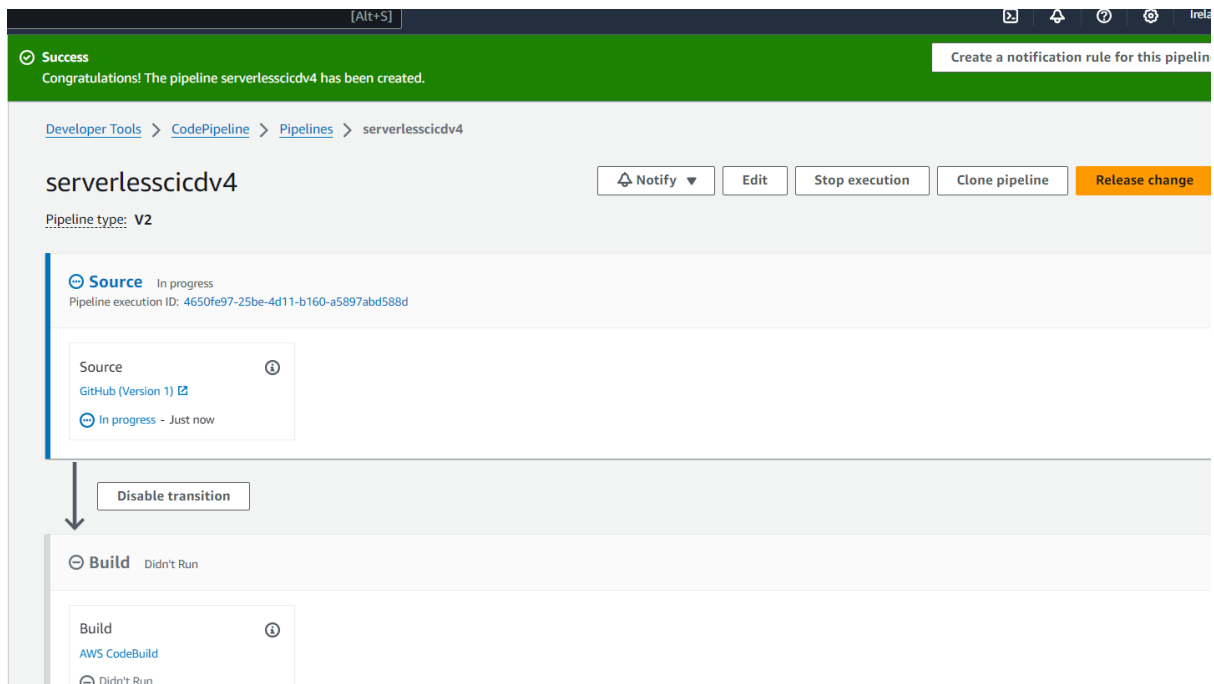 [Alt+S]
Irela
Success
Create a notification rule for this pipelin
Congratulations! The pipeline serverlesscicdv4 has been created.
Developer Tools > CodePipeline > Pipelines > serverlesscicdv4
serverlesscicdv4
Notify ▼ Edit Stop execution Clone pipeline Release change
Pipeline type: V2
Source In progress
Pipeline execution ID: 4650fe97-25be-4d11-b160-a5897abd588d
Source
GitHub (Version 1)
In progress - Just now
Disable transition
Build Didn't Run
Build
AWS CodeBuild
Didn't Run